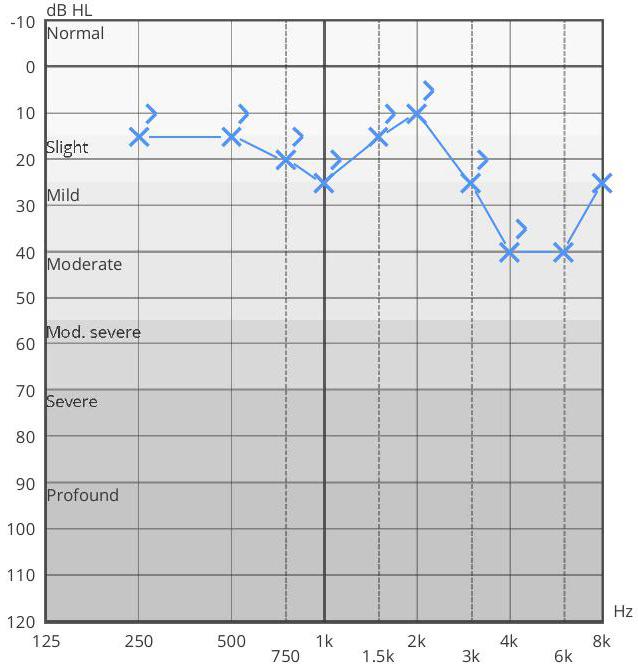 dB HL
-10
Normal
0
10
Slight
20
Mild
30
40
Moderate
50
Mod. severe
60
70
Severe
80
90
Profound
100
110
120
Hz
125 250 500 1k 2k 4k 8k
750 1.5k 3k 6k